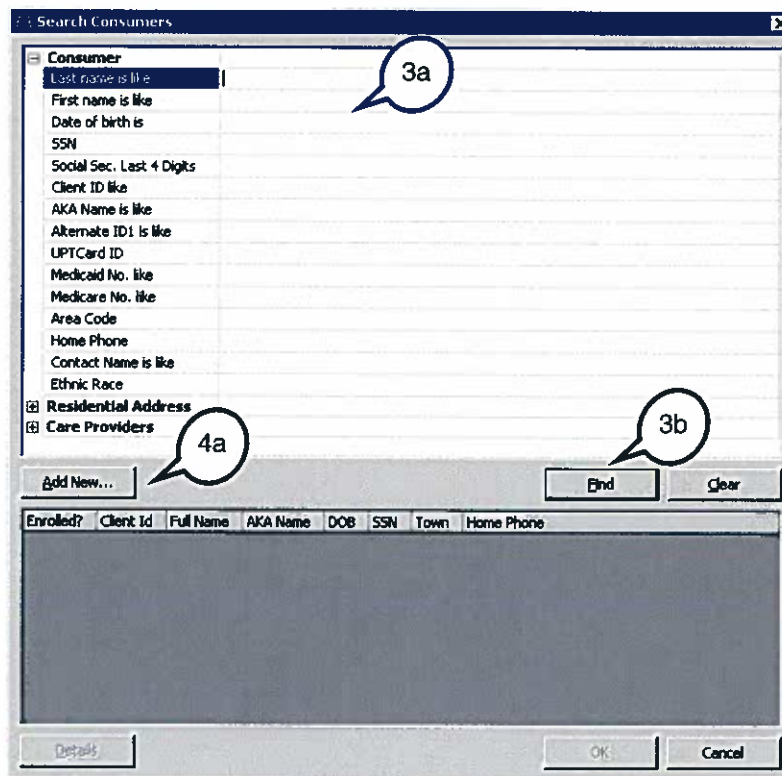 Search Consumers
Consumer
Last name is like
First name is like
Date of birth is
SSN
Social Sec. Last 4 Digits
Client ID like
AKA Name is like
Alternate ID1 is like
UPTCard ID
Medicaid No. like
Medicare No. like
Area Code
Home Phone
Contact Name is like
Ethnic Race
Residential Address
Care Providers
3a
3b
4a
Add New...
Find
Clear
Enrolled? Client Id Full Name AKA Name DOB SSN Town Home Phone
Details
OK
Cancel